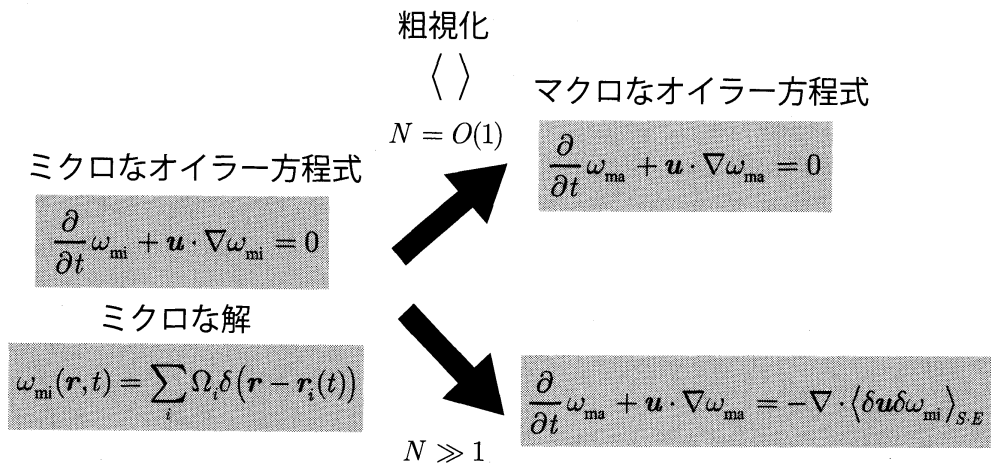 粗視化
⟨ ⟩
N = O(1)
マクロなオイラー方程式
∂/∂t ω_ma + u · ∇ω_ma = 0
ミクロなオイラー方程式
∂/∂t ω_mi + u · ∇ω_mi = 0
ミクロな解
ω_mi(r, t) = Σ_i Ω_i δ(r − r_i(t))
N ≫ 1
∂/∂t ω_ma + u · ∇ω_ma = −∇ · ⟨δuδω_mi⟩_{S·E}